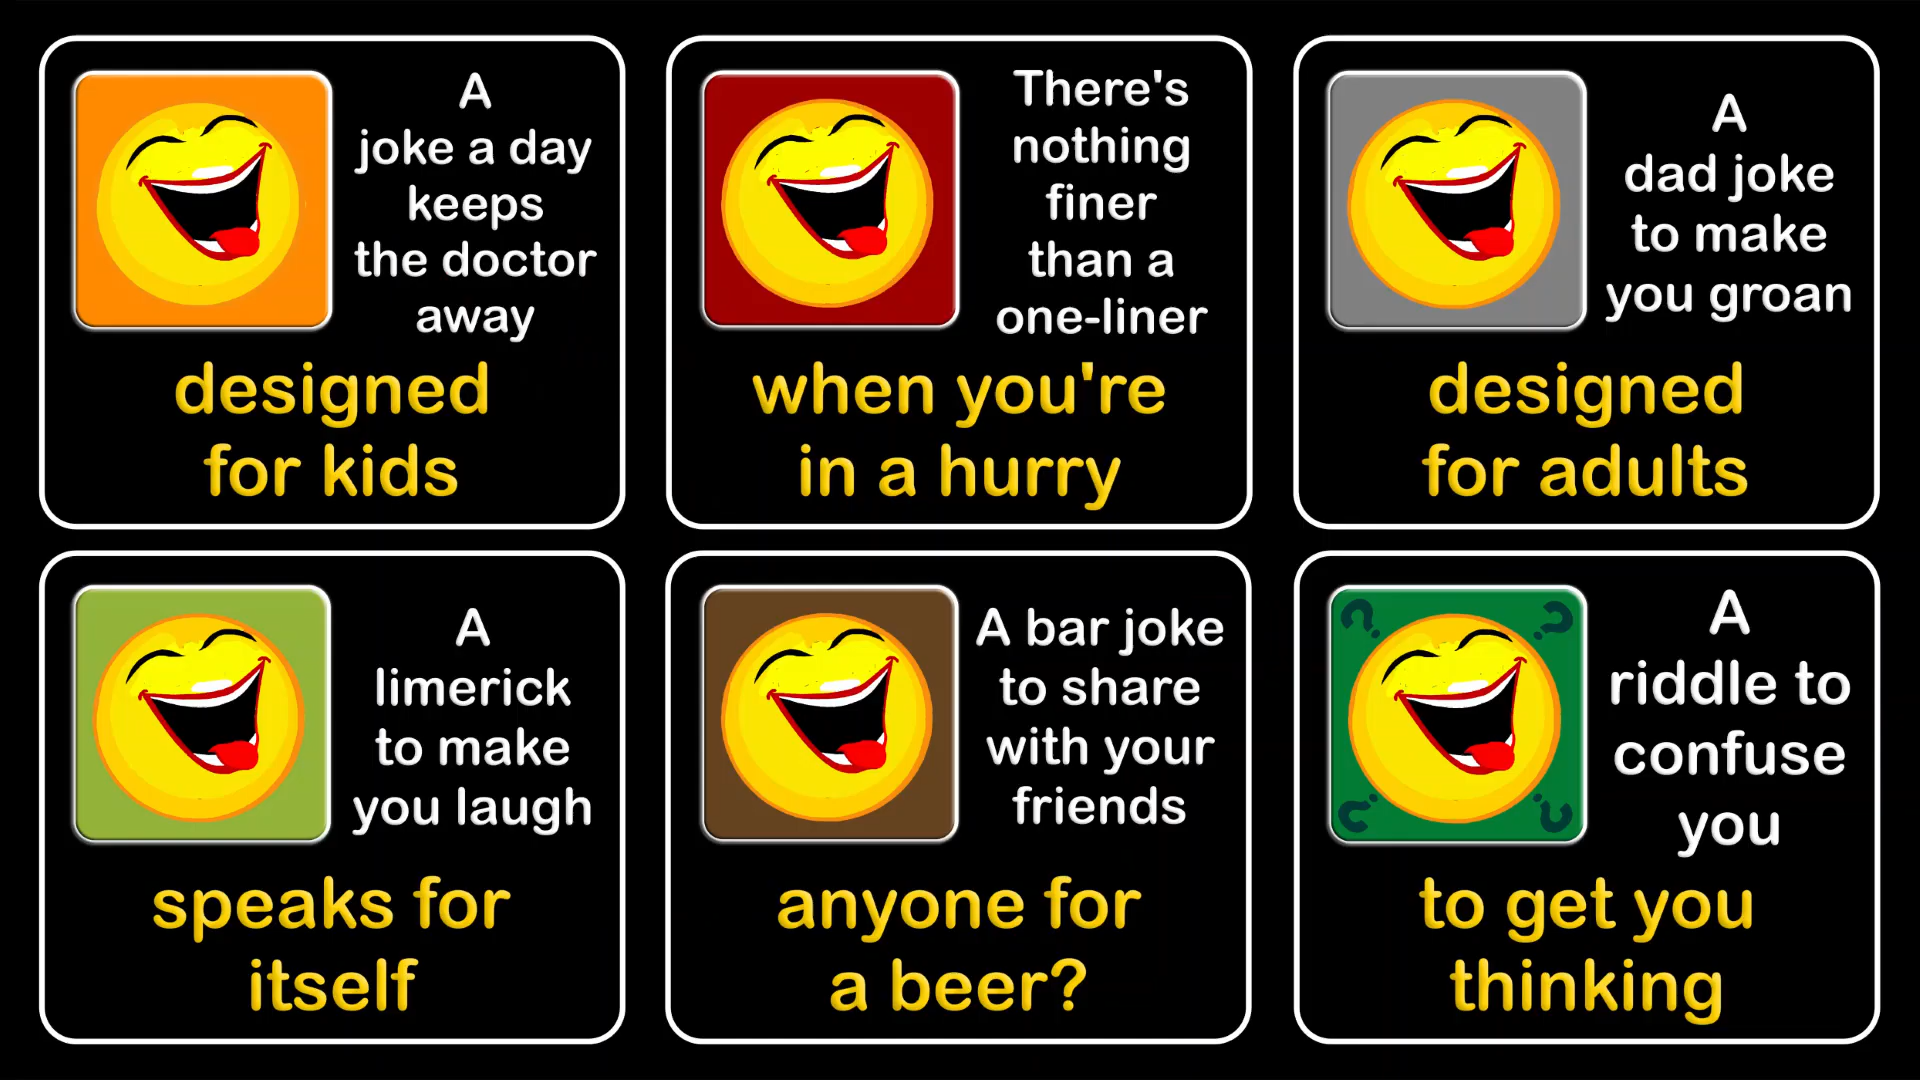 A
joke a day
keeps
the doctor
away
designed
for kids
There's
nothing
finer
than a
one-liner
when you're
in a hurry
A
dad joke
to make
you groan
designed
for adults
A
limerick
to make
you laugh
speaks for
itself
A bar joke
to share
with your
friends
anyone for
a beer?
? ?
? ?
A
riddle to
confuse
you
to get you
thinking